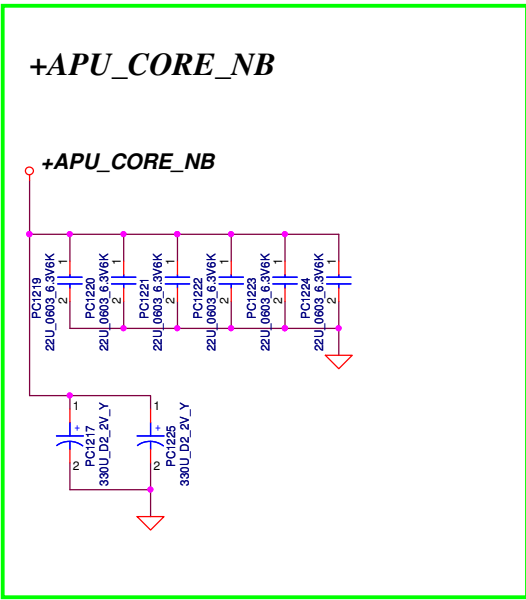 +APU_CORE_NB
+APU_CORE_NB
1
2
PC1219
22U_0603_6.3V6K
1
2
PC1220
22U_0603_6.3V6K
1
2
PC1221
22U_0603_6.3V6K
1
2
PC1222
22U_0603_6.3V6K
1
2
PC1223
22U_0603_6.3V6K
1
2
PC1224
22U_0603_6.3V6K
1
+
2
PC1217
330U_D2_2V_Y
1
+
2
PC1225
330U_D2_2V_Y